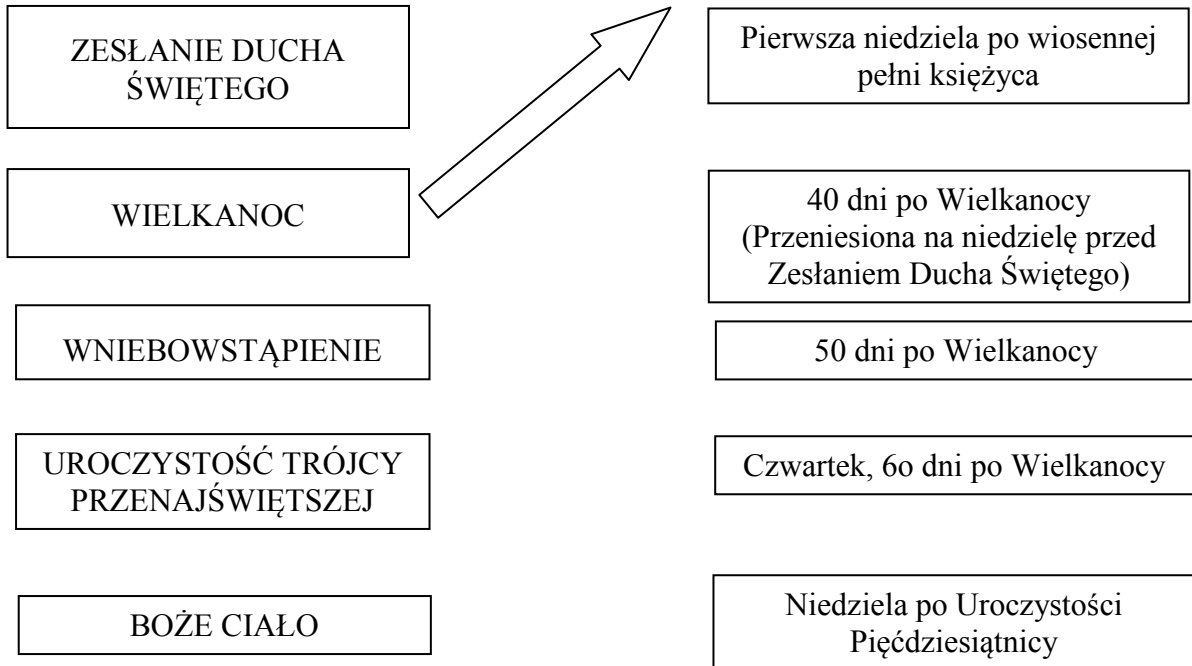 ZESŁANIE DUCHA
ŚWIĘTEGO
WIELKANOC
WNIEBOWSTĄPIENIE
UROCZYSTOŚĆ TRÓJCY
PRZENAJŚWIĘTSZEJ
BOŻE CIAŁO
Pierwsza niedziela po wiosennej
pełni księżyca
40 dni po Wielkanocy
(Przeniesiona na niedzielę przed
Zesłaniem Ducha Świętego)
50 dni po Wielkanocy
Czwartek, 6o dni po Wielkanocy
Niedziela po Uroczystości
Pięćdziesiątnicy